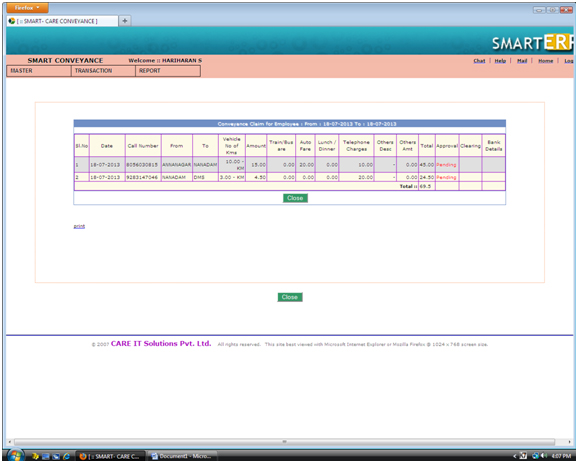 Firefox
[ :: SMART- CARE CONVEYANCE ]
SMARTERP
SMART CONVEYANCE Welcome :: HARIHARAN S Chat | Help | Mail | Home | Log
MASTER TRANSACTION REPORT
Conveyance Claim for Employee : From : 18-07-2013 To : 18-07-2013
Sl.No Date Call Number From To Vehicle No of Kms Amount Train/Bus are Auto Fare Lunch / Dinner Telephone Charges Others Desc Others Amt Total Approval Clearing Bank Details
1 18-07-2013 8056030815 ANNANAGAR NANADAM 10.00 - KM 15.00 0.00 20.00 0.00 10.00 - 0.00 45.00 Pending
2 18-07-2013 9283147046 NANADAM DMS 3.00 - KM 4.50 0.00 0.00 0.00 20.00 - 0.00 24.50 Pending
Total :: 69.5
Close
print
Close
© 2007 CARE IT Solutions Pvt. Ltd. All rights reserved. This site best viewed with Microsoft Internet Explorer or Mozilla Firefox @ 1024 x 768 screen size.
[ :: SMART- CARE C... Document1 - Micro... 4:07 PM